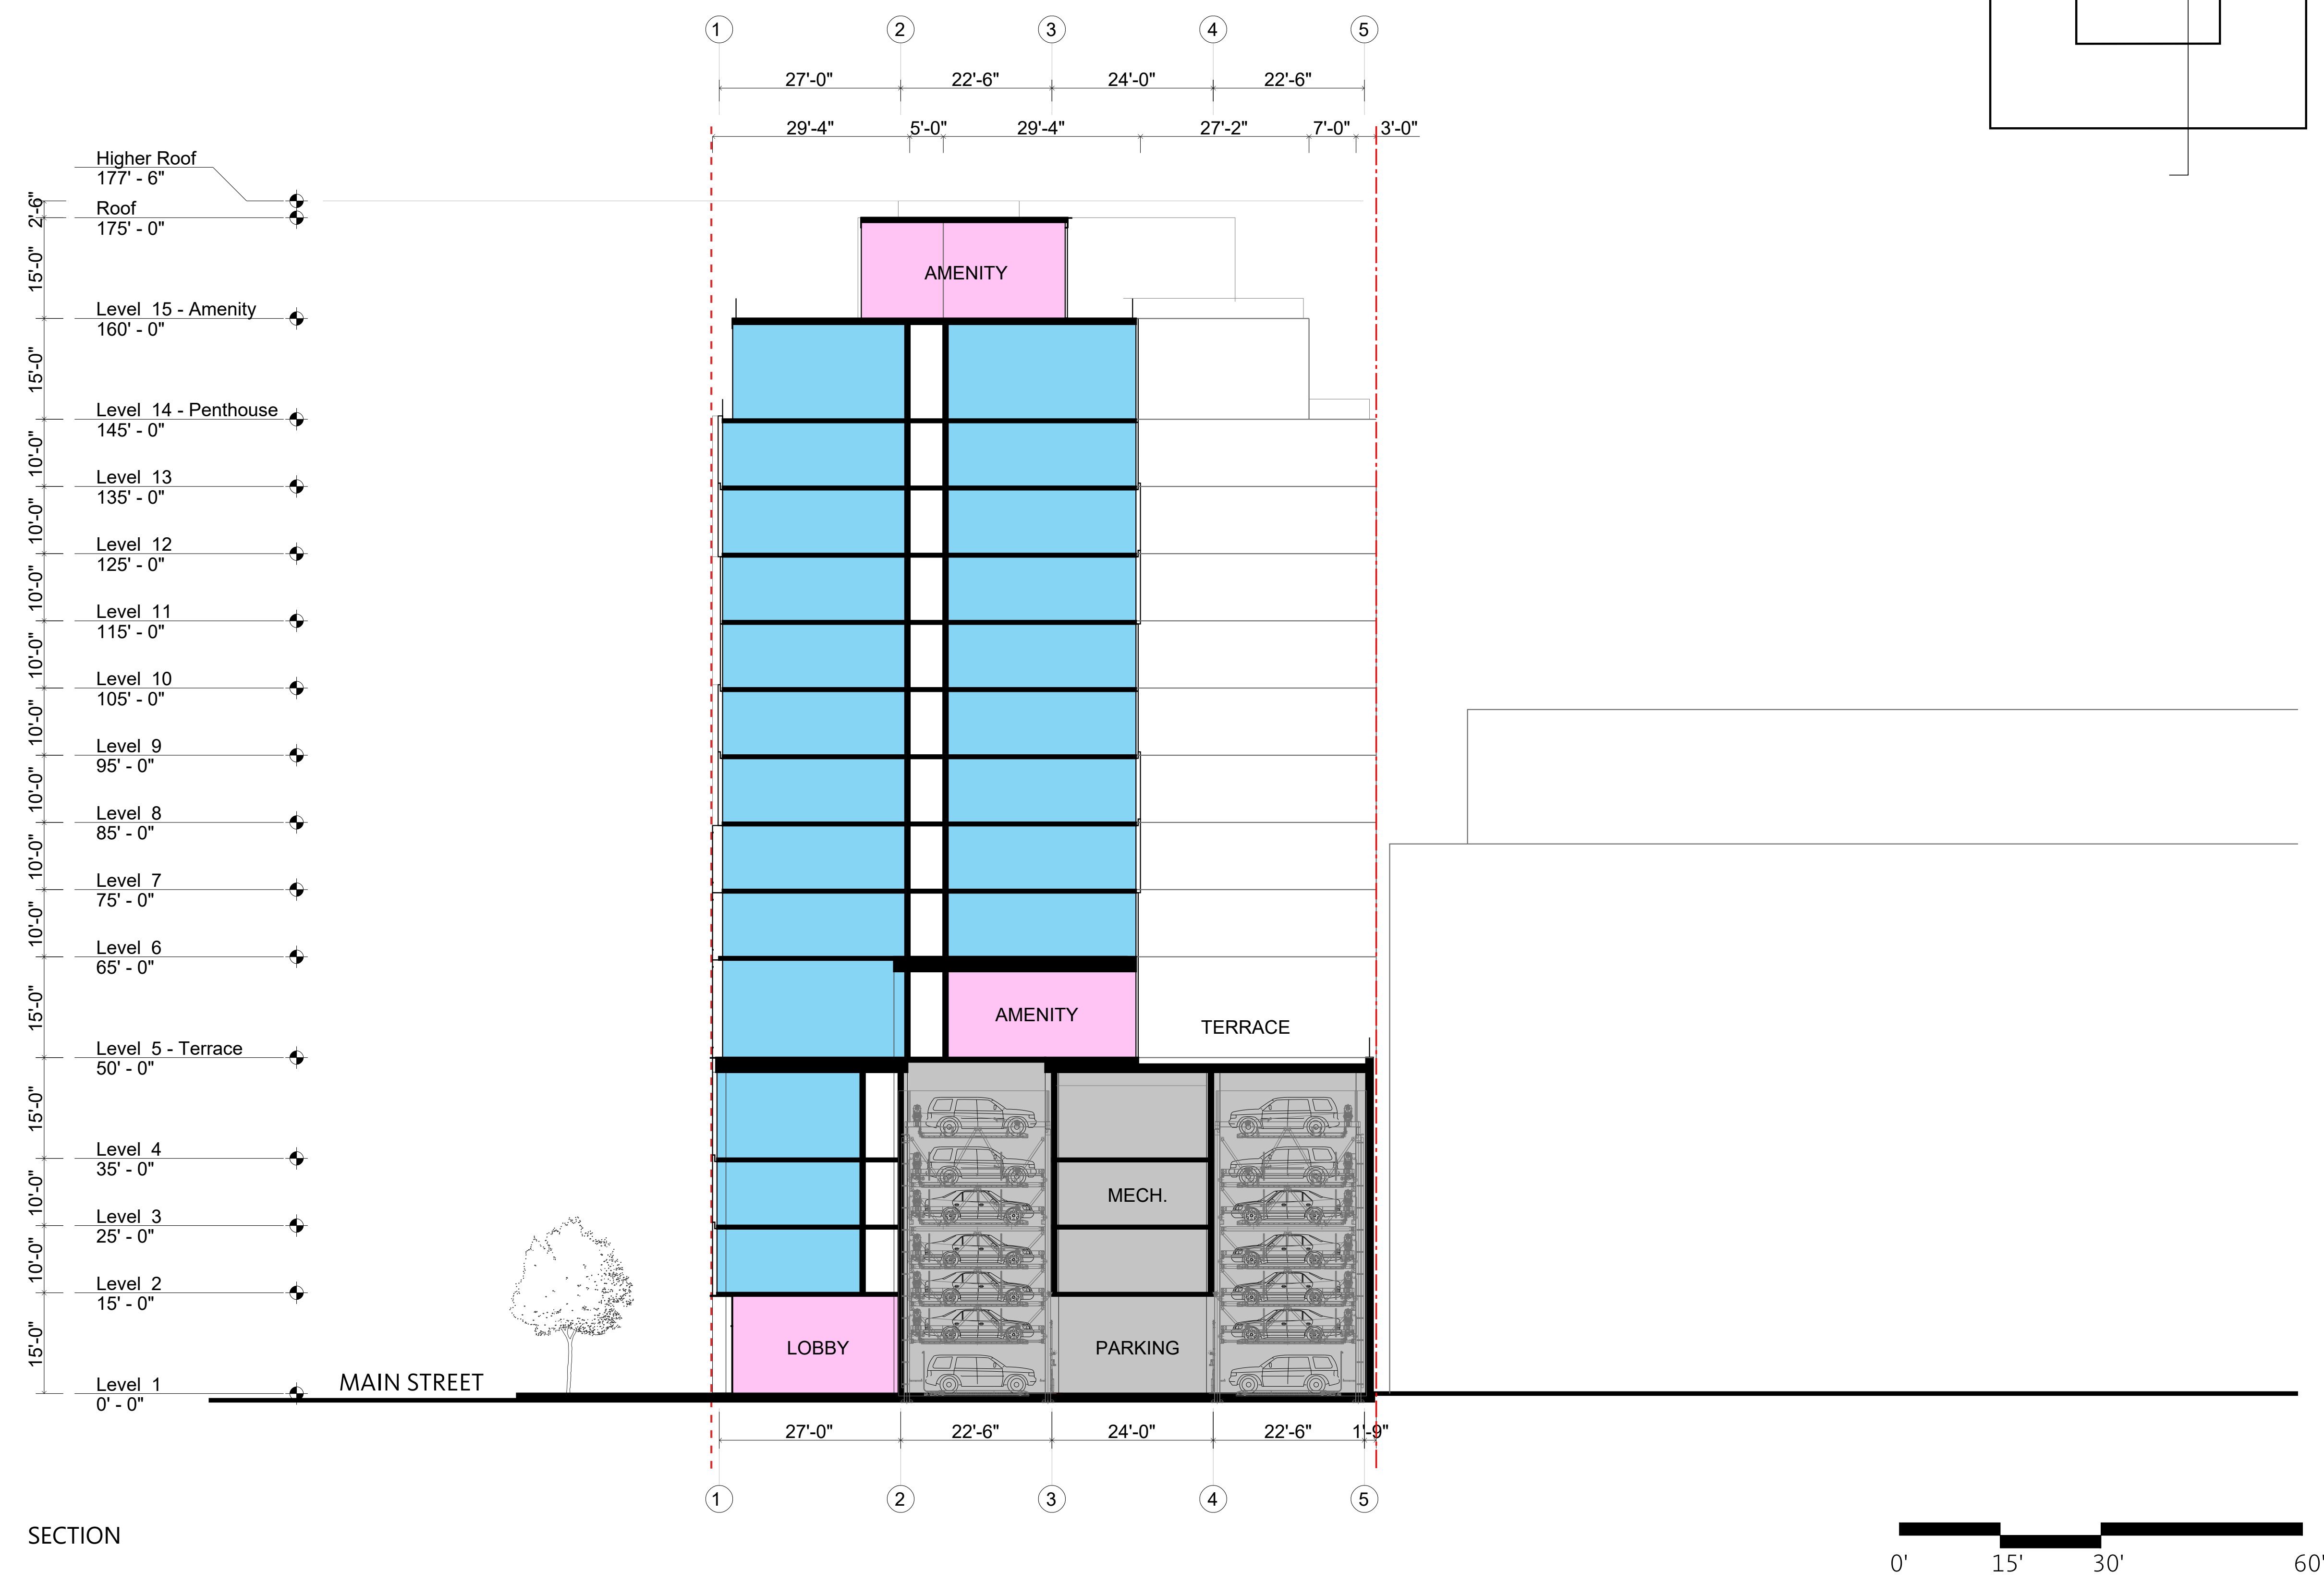 1 2 3 4 5
27'-0" 22'-6" 24'-0" 22'-6"
29'-4" 5'-0" 29'-4" 27'-2" 7'-0" 3'-0"
Higher Roof
177' - 6"
2'-6"
Roof
175' - 0"
15'-0"
AMENITY
Level 15 - Amenity
160' - 0"
15'-0"
Level 14 - Penthouse
145' - 0"
10'-0"
Level 13
135' - 0"
10'-0"
Level 12
125' - 0"
10'-0"
Level 11
115' - 0"
10'-0"
Level 10
105' - 0"
10'-0"
Level 9
95' - 0"
10'-0"
Level 8
85' - 0"
10'-0"
Level 7
75' - 0"
10'-0"
Level 6
65' - 0"
15'-0"
AMENITY
TERRACE
Level 5 - Terrace
50' - 0"
15'-0"
Level 4
35' - 0"
10'-0"
MECH.
Level 3
25' - 0"
10'-0"
Level 2
15' - 0"
15'-0"
LOBBY
PARKING
MAIN STREET
Level 1
0' - 0"
27'-0" 22'-6" 24'-0" 22'-6" 1'-9"
1 2 3 4 5
SECTION
0' 15' 30' 60'